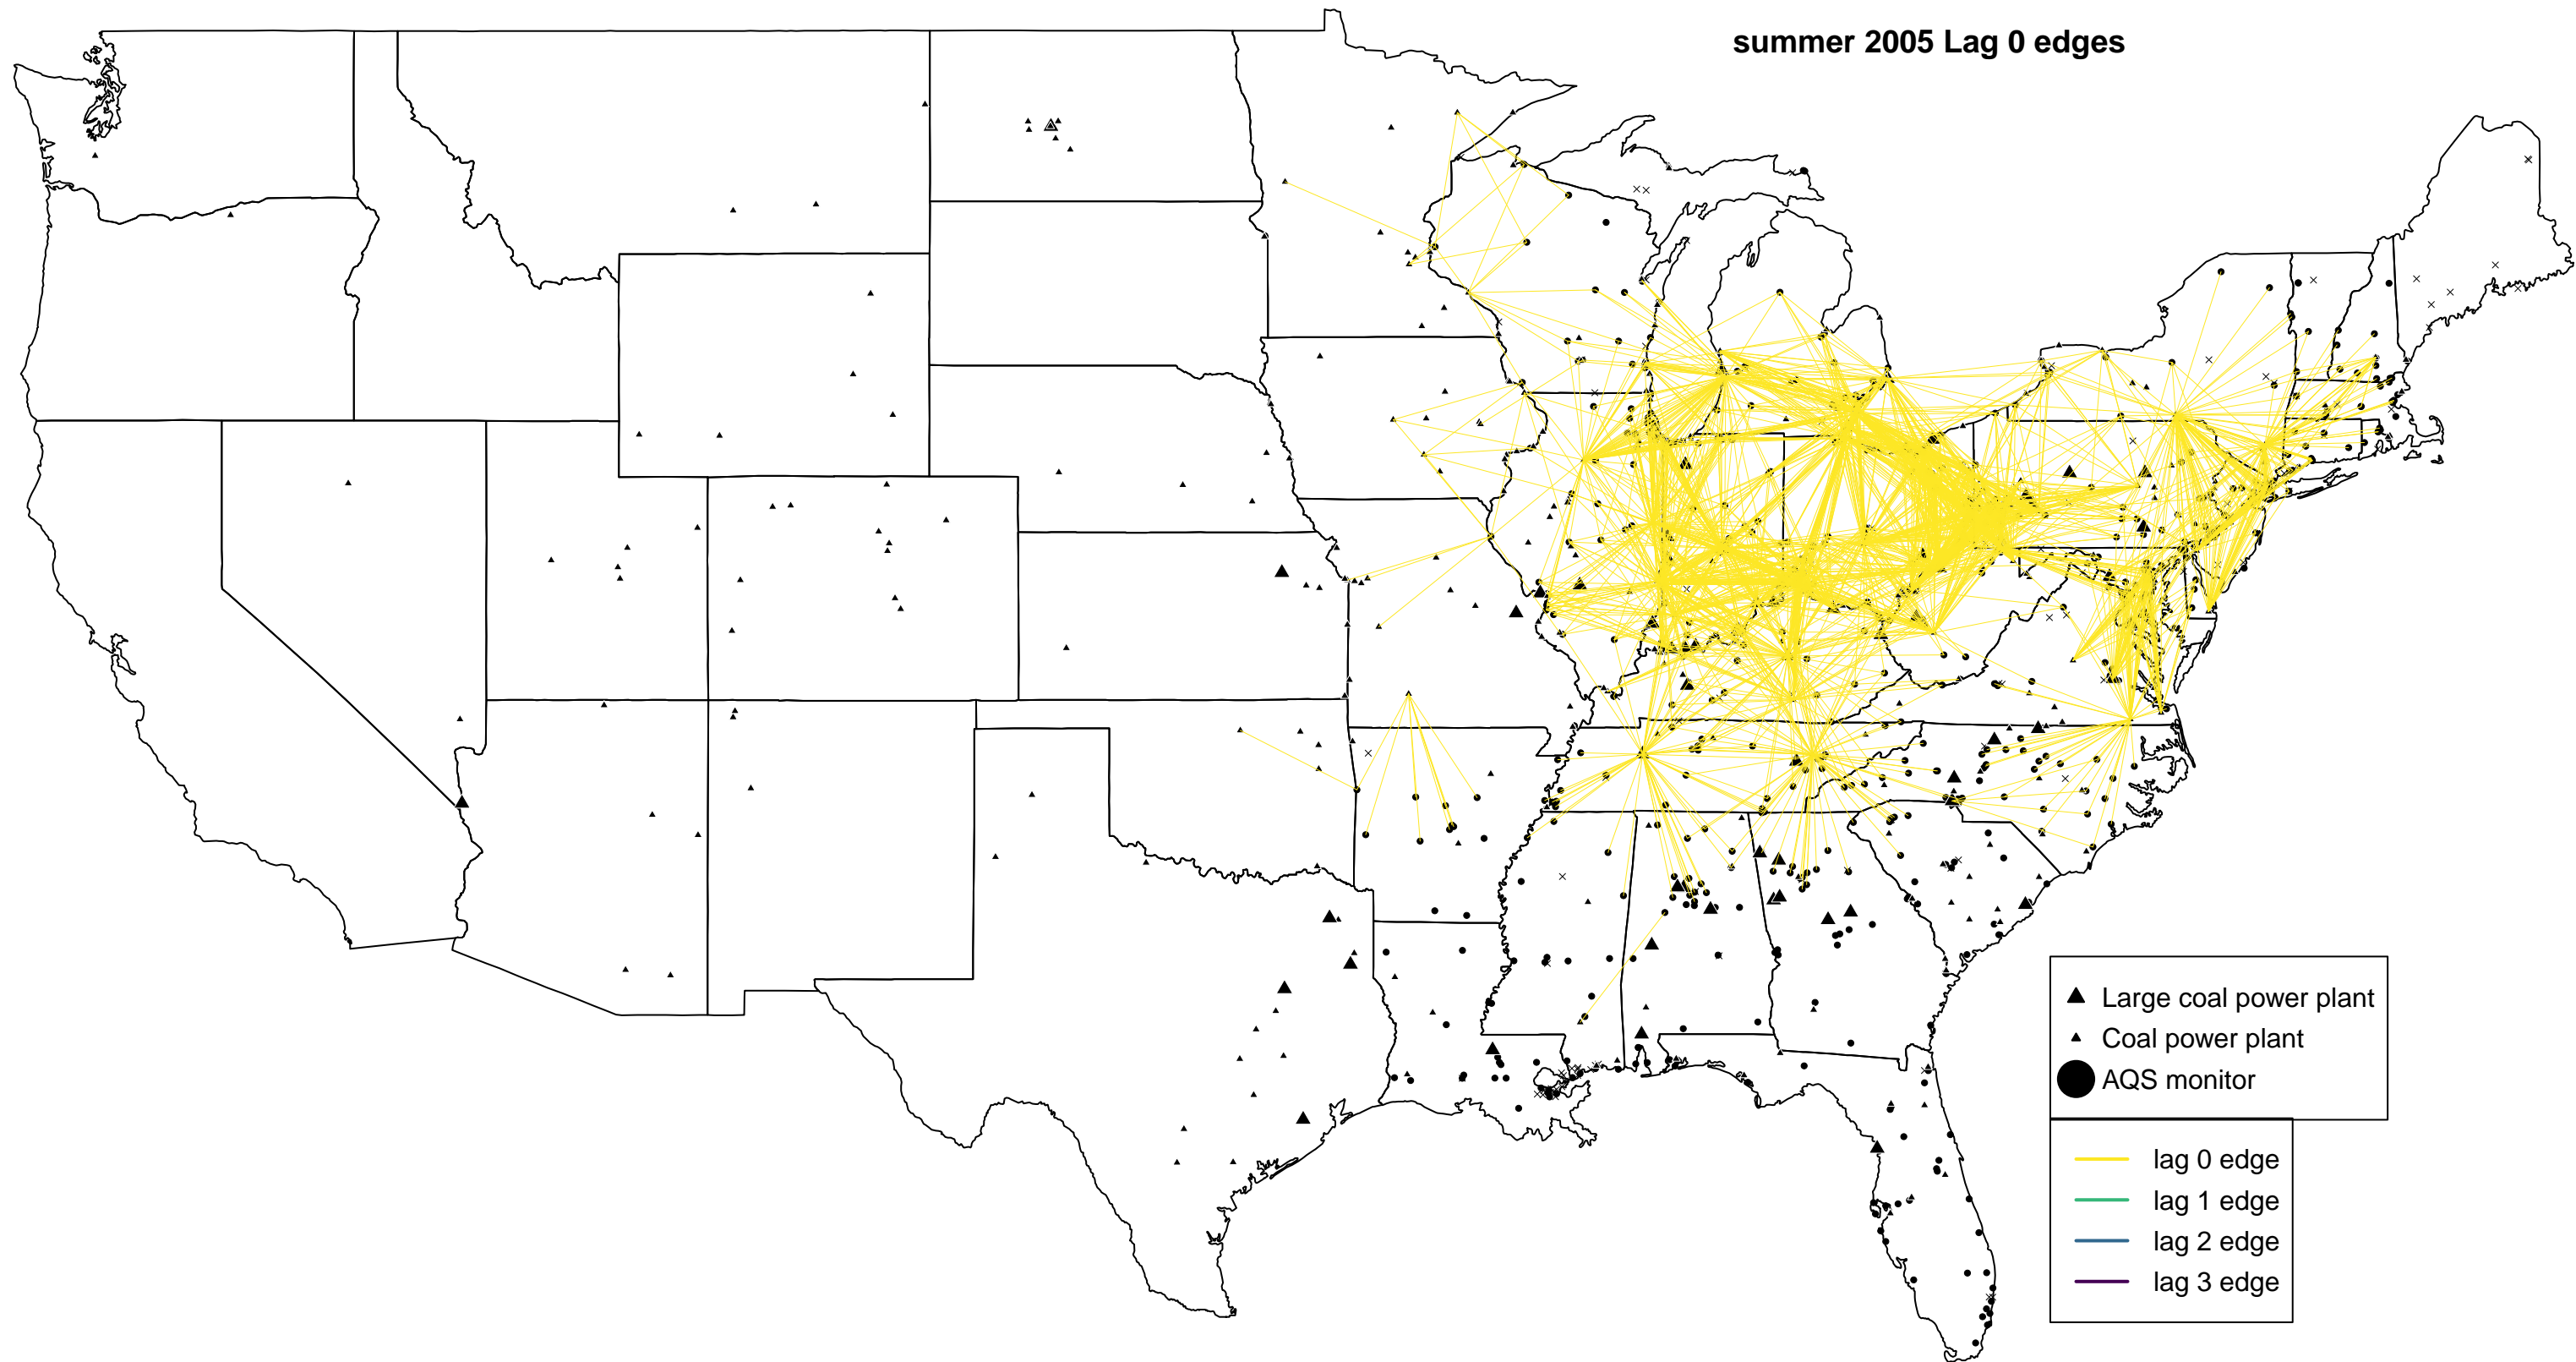 summer 2005 Lag 0 edges
Large coal power plant
Coal power plant
AQS monitor
lag 0 edge
lag 1 edge
lag 2 edge
lag 3 edge